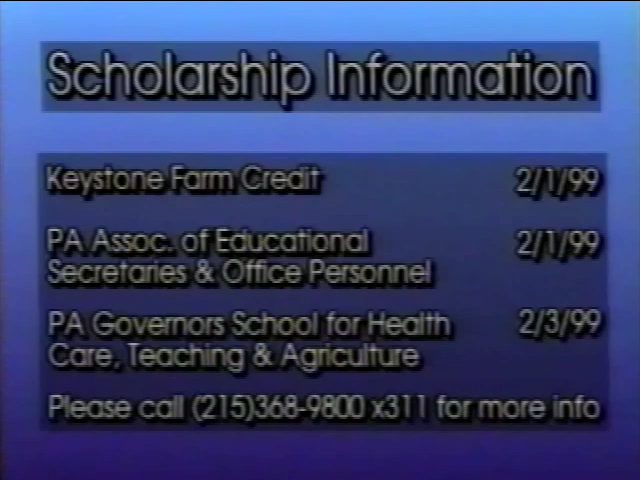 Scholarship Information
Keystone Farm Credit 2/1/99
PA Assoc. of Educational 2/1/99
Secretaries & Office Personnel
PA Governors School for Health 2/3/99
Care, Teaching & Agriculture
Please call (215)368-9800 x311 for more info